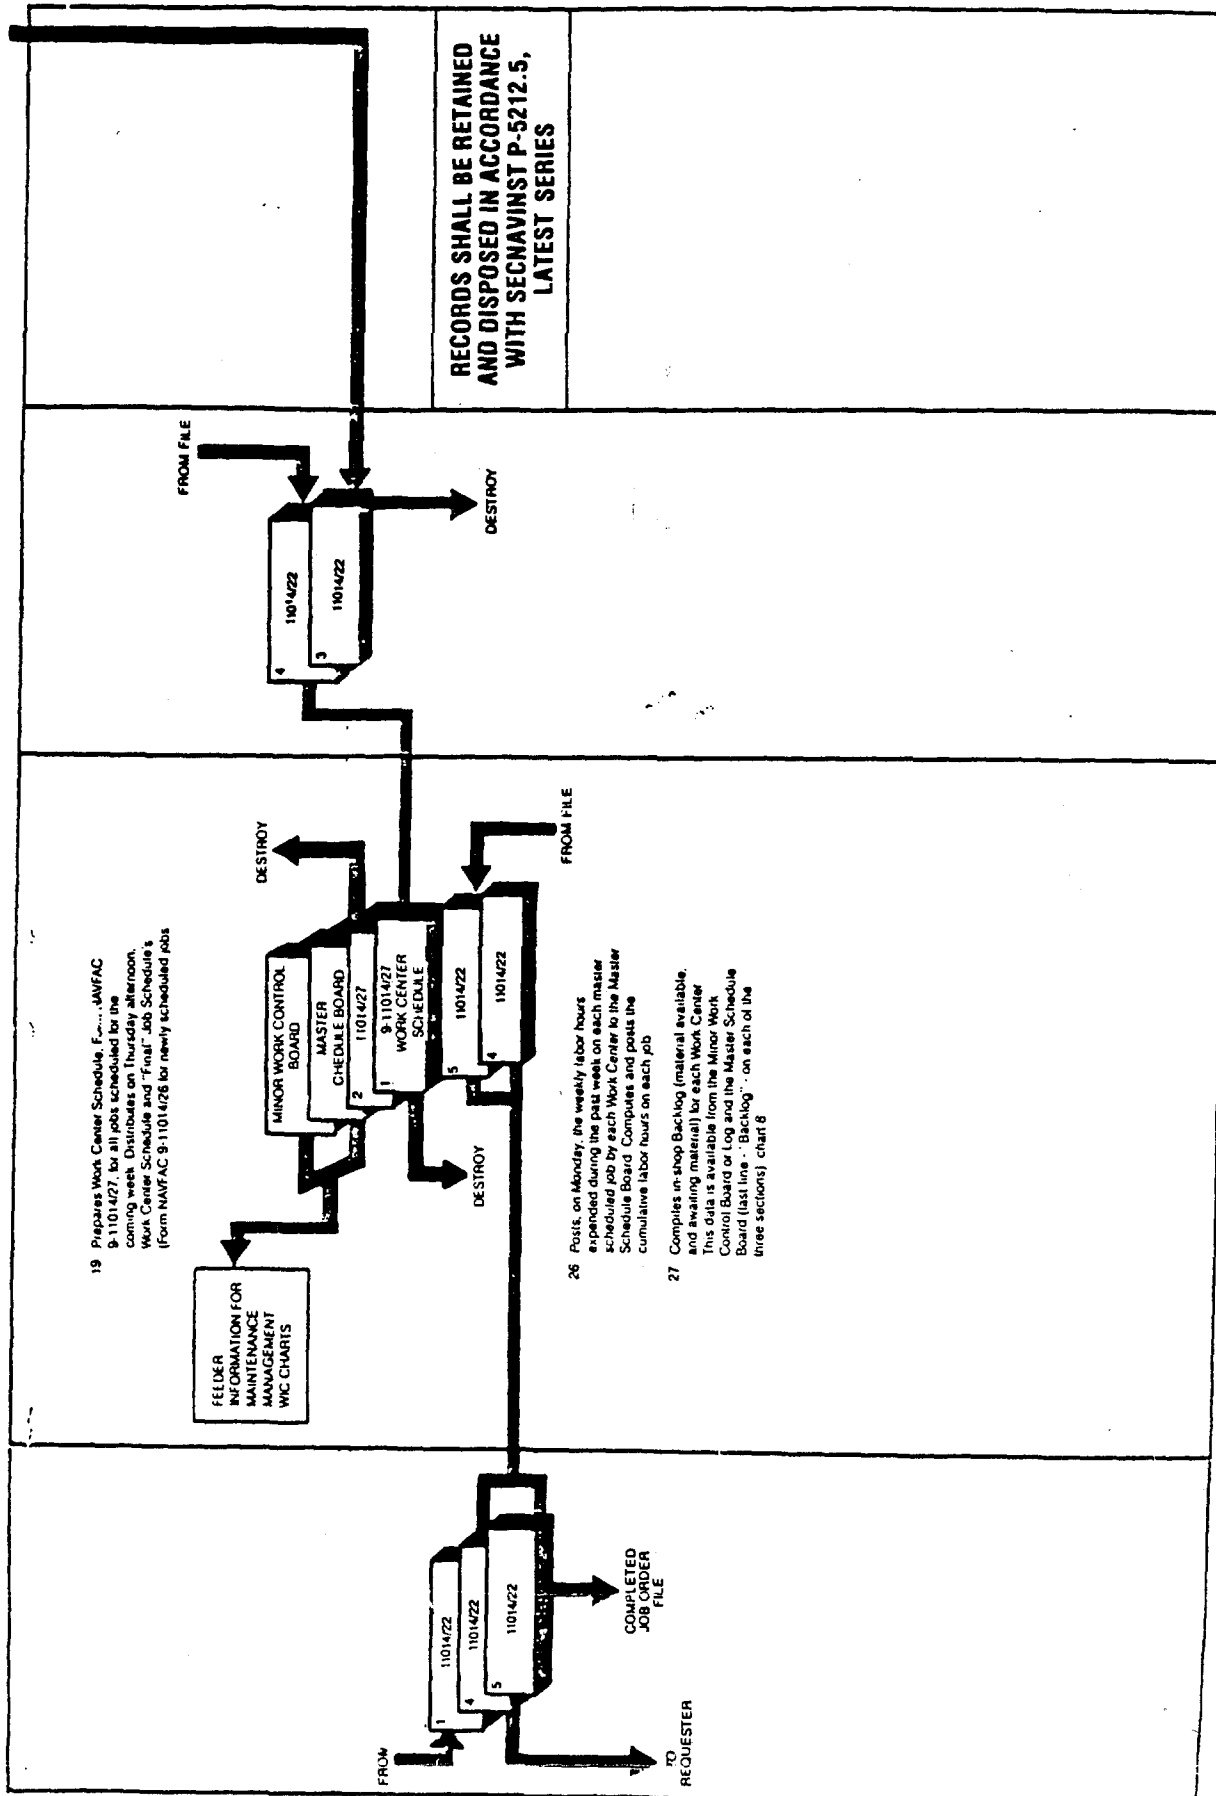 FROM
1
11014/22
4
11014/22
5
11014/22
TO
REQUESTER
COMPLETED
JOB ORDER
FILE
19 Prepares Work Center Schedule,
9-11014/27, for all jobs scheduled for the
coming week. Distributes on Thursday afternoon,
Work Center Schedule and "Final" Job Schedule's
(Form NAVFAC 9-11014/26 for newly scheduled jobs
FEEDER
INFORMATION FOR
MAINTENANCE
MANAGEMENT
WIC CHARTS
DESTROY
MINOR WORK CONTROL
BOARD
MASTER
CHEDULE BOARD
2
11014/27
1
9-11014/27
WORK CENTER
SCHEDULE
5
11014/22
4
11014/22
DESTROY
FROM FILE
26 Posts, on Monday, the weekly labor hours
expended during the past week on each master
scheduled job by each Work Center to the Master
Schedule Board Computes and posts the
cumulative labor hours on each job
27 Compiles in-shop Backlog (material available,
and awaiting material) for each Work Center
This data is available from the Minor Work
Control Board or Log and the Master Schedule
Board (last line - "Backlog" - on each of the
three sections) chart 8
FROM FILE
4
11014/22
3
11014/22
DESTROY
RECORDS SHALL BE RETAINED
AND DISPOSED IN ACCORDANCE
WITH SECNAVINST P-5212.5,
LATEST SERIES